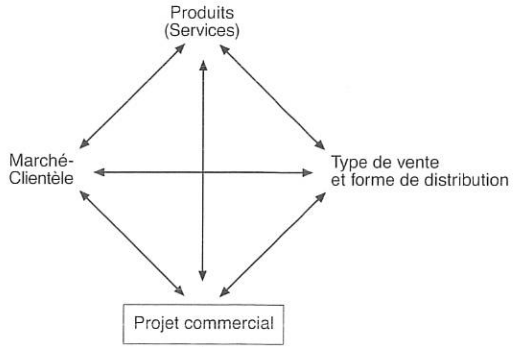 Produits
(Services)
Marché-
Clientèle
Type de vente
et forme de distribution
Projet commercial